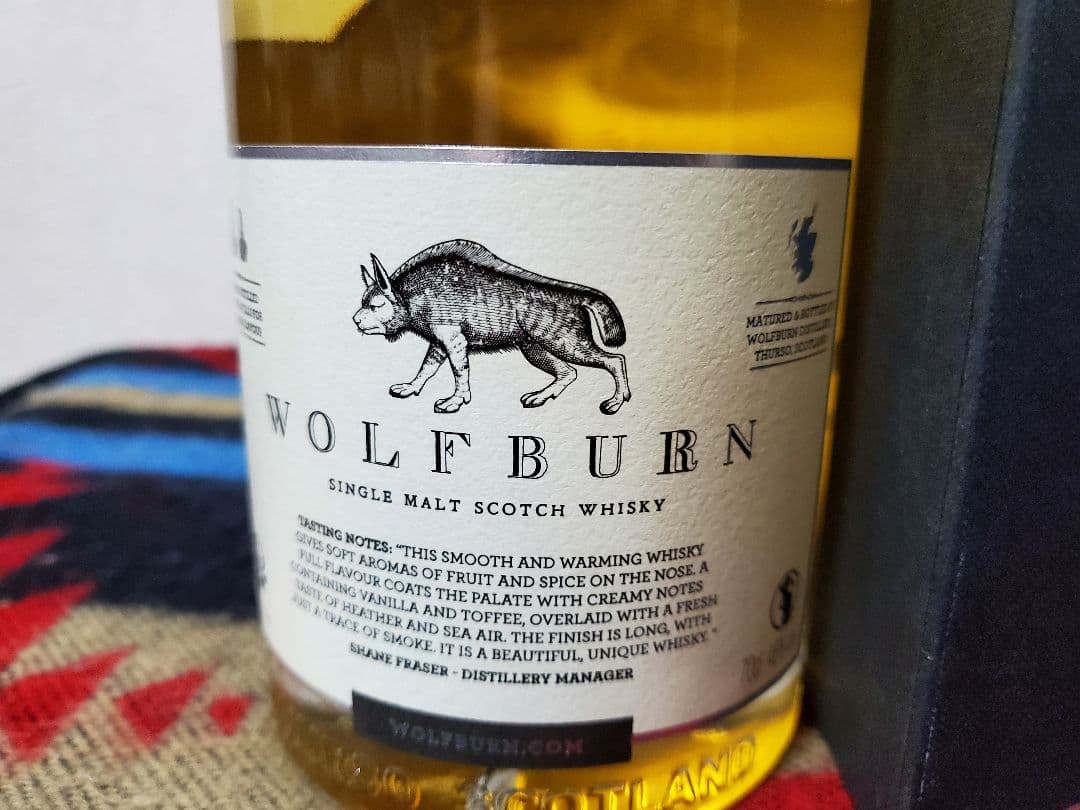 MATURED & BOTTLED
WOLFBURN DISTILLERY
THURSO, SCOTLAND
WOLFBURN
SINGLE MALT SCOTCH WHISKY
TASTING NOTES: "THIS SMOOTH AND WARMING WHISKY
GIVES SOFT AROMAS OF FRUIT AND SPICE ON THE NOSE. A
FULL FLAVOUR COATS THE PALATE WITH CREAMY NOTES
CONTAINING VANILLA AND TOFFEE, OVERLAID WITH A FRESH
TASTE OF HEATHER AND SEA AIR. THE FINISH IS LONG, WITH
JUST A TRACE OF SMOKE. IT IS A BEAUTIFUL, UNIQUE WHISKY."
SHANE FRASER - DISTILLERY MANAGER
70cl
WOLFBURN.COM
SCOTLAND